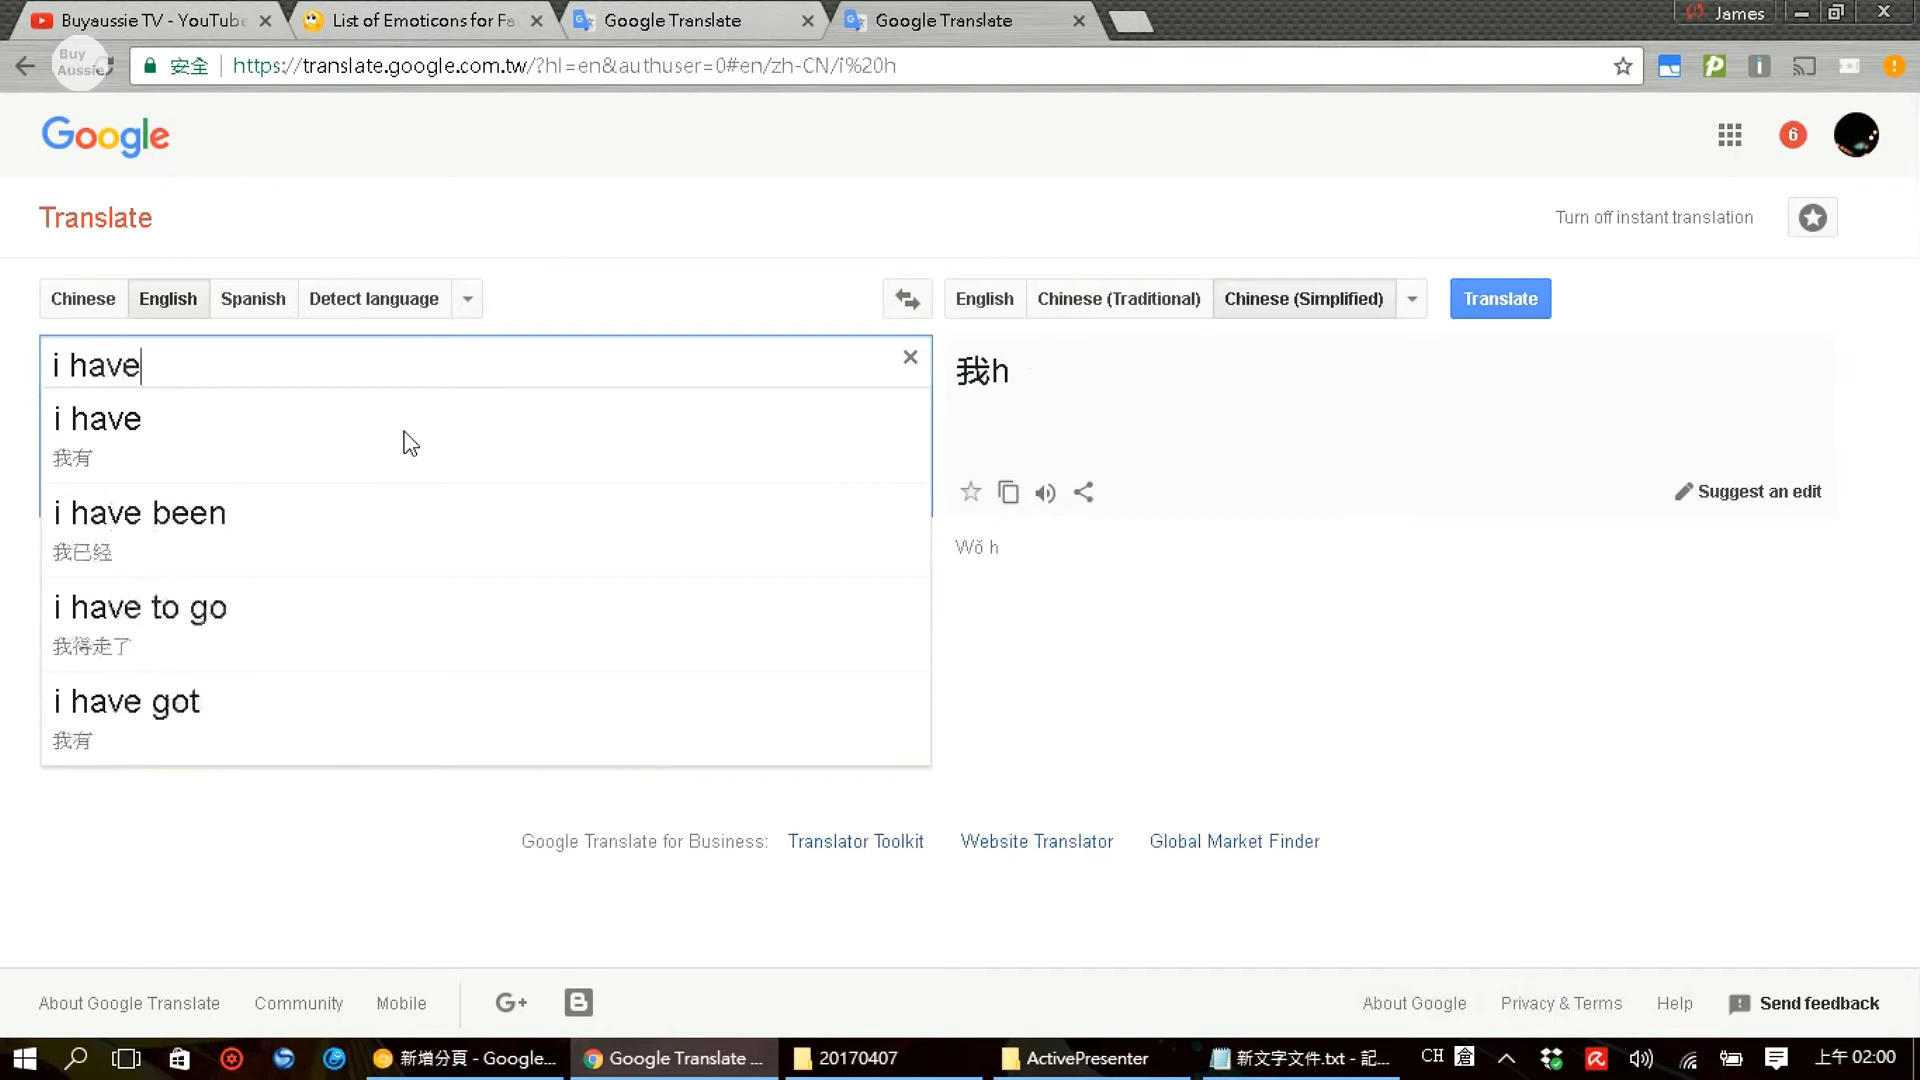 Buyaussie TV - YouTube
List of Emoticons for Fa
Google Translate
Google Translate
James
Buy
Aussie
安全
https://translate.google.com.tw/?hl=en&authuser=0#en/zh-CN/i%20h
Google
6
Translate
Turn off instant translation
Chinese
English
Spanish
Detect language
English
Chinese (Traditional)
Chinese (Simplified)
Translate
i have
我h
i have
我有
i have been
我已经
i have to go
我得走了
i have got
我有
Suggest an edit
Wǒ h
Google Translate for Business:
Translator Toolkit
Website Translator
Global Market Finder
About Google Translate
Community
Mobile
G+
About Google
Privacy & Terms
Help
Send feedback
新增分頁 - Google...
Google Translate ...
20170407
ActivePresenter
新文字文件.txt - 記...
CH
倉
上午 02:00